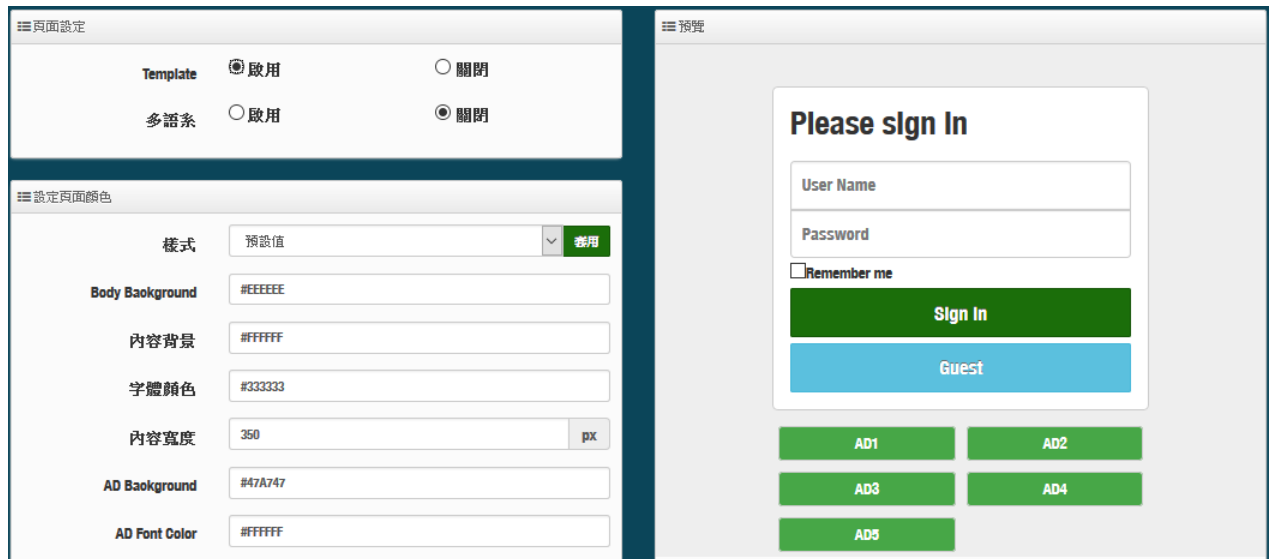 頁面設定
Template 啟用 關閉
多語系 啟用 關閉
設定頁面顏色
樣式 預設值 套用
Body Background #EEEEEE
內容背景 #FFFFFF
字體顏色 #333333
內容寬度 350 px
AD Background #47A747
AD Font Color #FFFFFF
預覽
Please sign in
User Name
Password
Remember me
Sign in
Guest
AD1 AD2
AD3 AD4
AD5